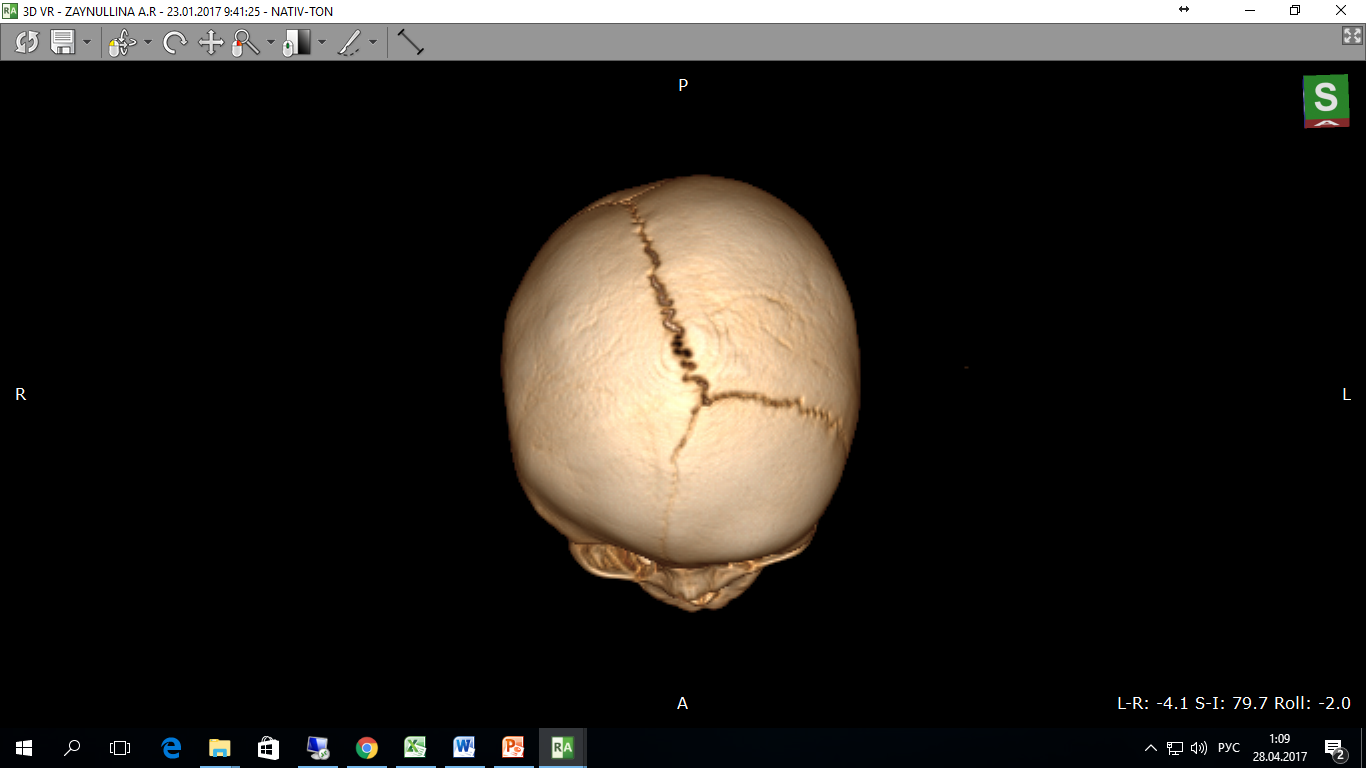 3D VR - ZAYNULLINA A.R - 23.01.2017 9:41:25 - NATIV-TON
P
S
A
R
L
A
L-R: -4.1 S-I: 79.7 Roll: -2.0
РУС
1:09
28.04.2017
2